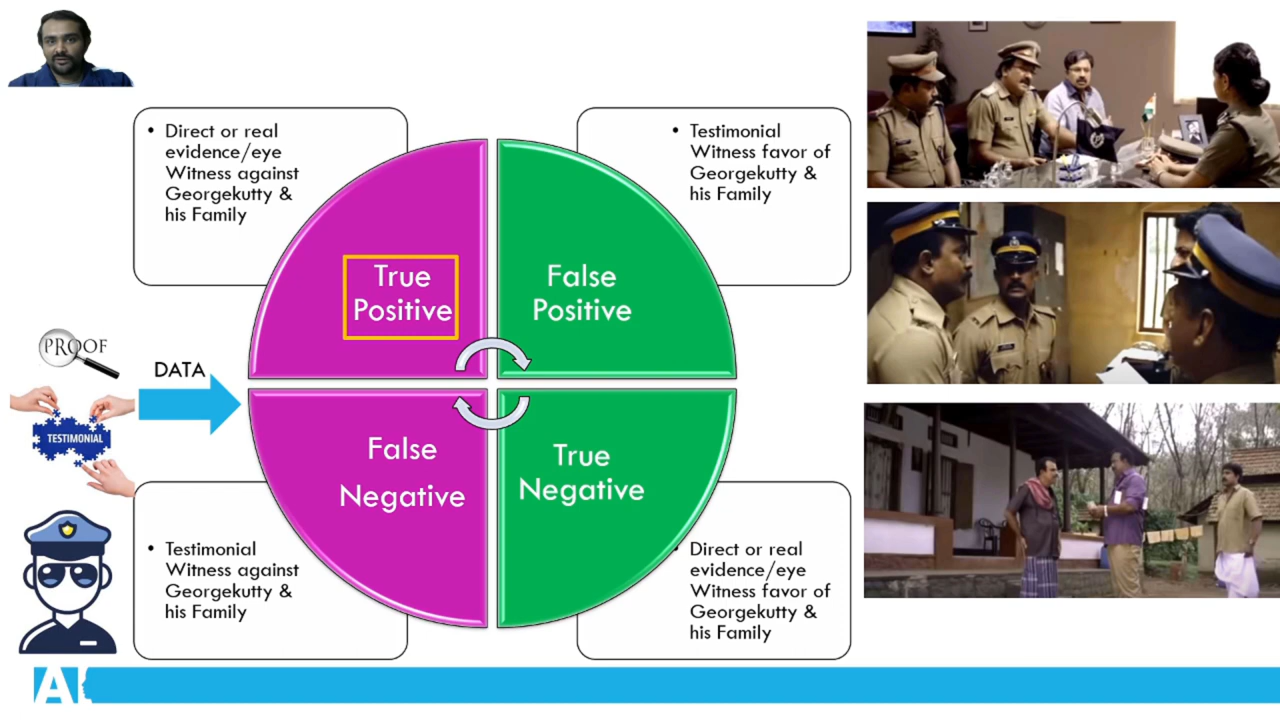 • Direct or real
evidence/eye
Witness against
Georgekutty &
his Family
• Testimonial
Witness favor of
Georgekutty &
his Family
True
Positive
False
Positive
PROOF
DATA
TESTIMONIAL
False
Negative
True
Negative
• Testimonial
Witness against
Georgekutty &
his Family
• Direct or real
evidence/eye
Witness favor of
Georgekutty &
his Family
AI